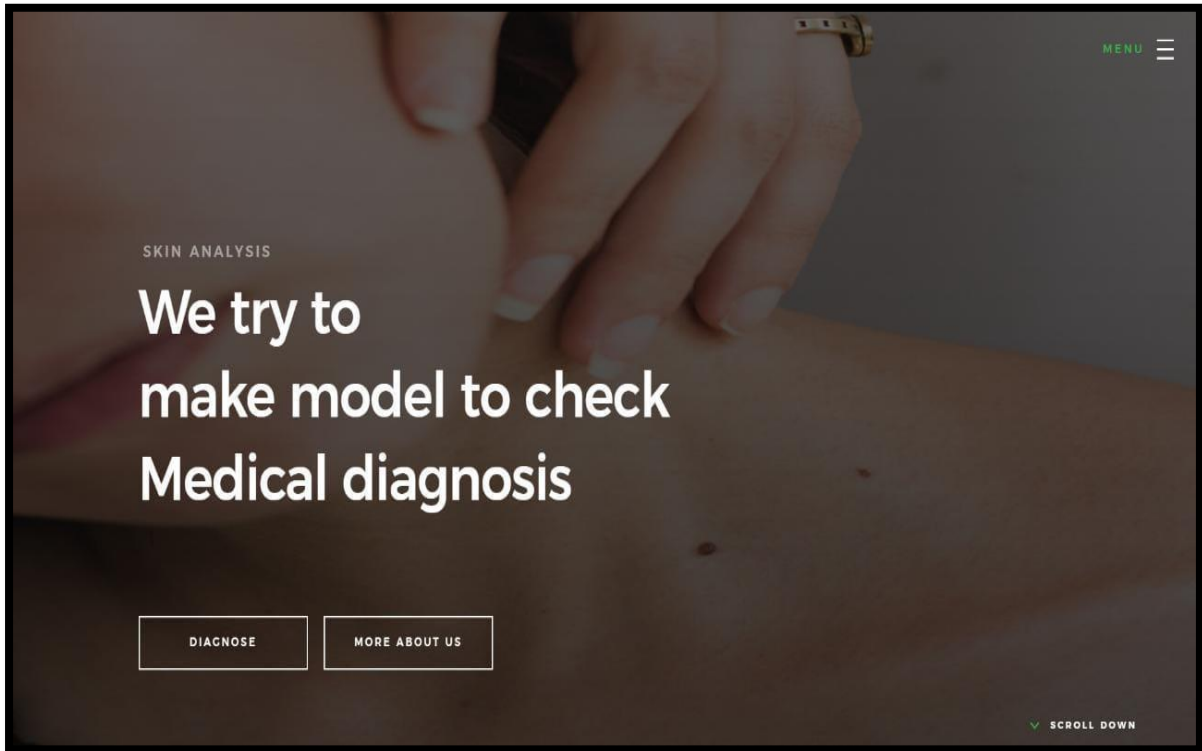 MENU
SKIN ANALYSIS
We try to
make model to check
Medical diagnosis
DIAGNOSE
MORE ABOUT US
SCROLL DOWN